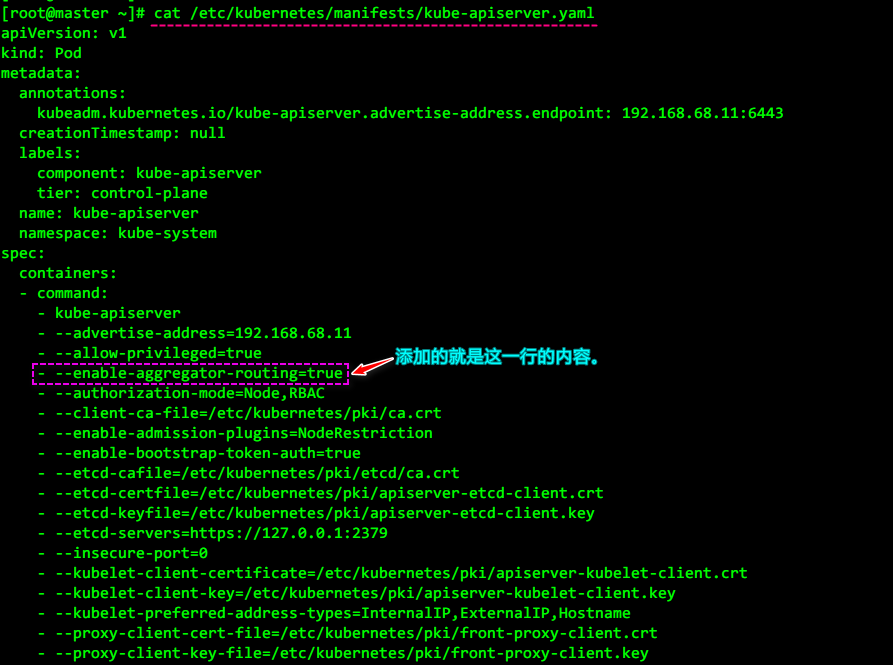 [root@master ~]# cat /etc/kubernetes/manifests/kube-apiserver.yaml
apiVersion: v1
kind: Pod
metadata:
  annotations:
    kubeadm.kubernetes.io/kube-apiserver.advertise-address.endpoint: 192.168.68.11:6443
  creationTimestamp: null
  labels:
    component: kube-apiserver
    tier: control-plane
  name: kube-apiserver
  namespace: kube-system
spec:
  containers:
  - command:
    - kube-apiserver
    - --advertise-address=192.168.68.11
    - --allow-privileged=true
    - --enable-aggregator-routing=true 添加的就是这一行的内容。
    - --authorization-mode=Node,RBAC
    - --client-ca-file=/etc/kubernetes/pki/ca.crt
    - --enable-admission-plugins=NodeRestriction
    - --enable-bootstrap-token-auth=true
    - --etcd-cafile=/etc/kubernetes/pki/etcd/ca.crt
    - --etcd-certfile=/etc/kubernetes/pki/apiserver-etcd-client.crt
    - --etcd-keyfile=/etc/kubernetes/pki/apiserver-etcd-client.key
    - --etcd-servers=https://127.0.0.1:2379
    - --insecure-port=0
    - --kubelet-client-certificate=/etc/kubernetes/pki/apiserver-kubelet-client.crt
    - --kubelet-client-key=/etc/kubernetes/pki/apiserver-kubelet-client.key
    - --kubelet-preferred-address-types=InternalIP,ExternalIP,Hostname
    - --proxy-client-cert-file=/etc/kubernetes/pki/front-proxy-client.crt
    - --proxy-client-key-file=/etc/kubernetes/pki/front-proxy-client.key